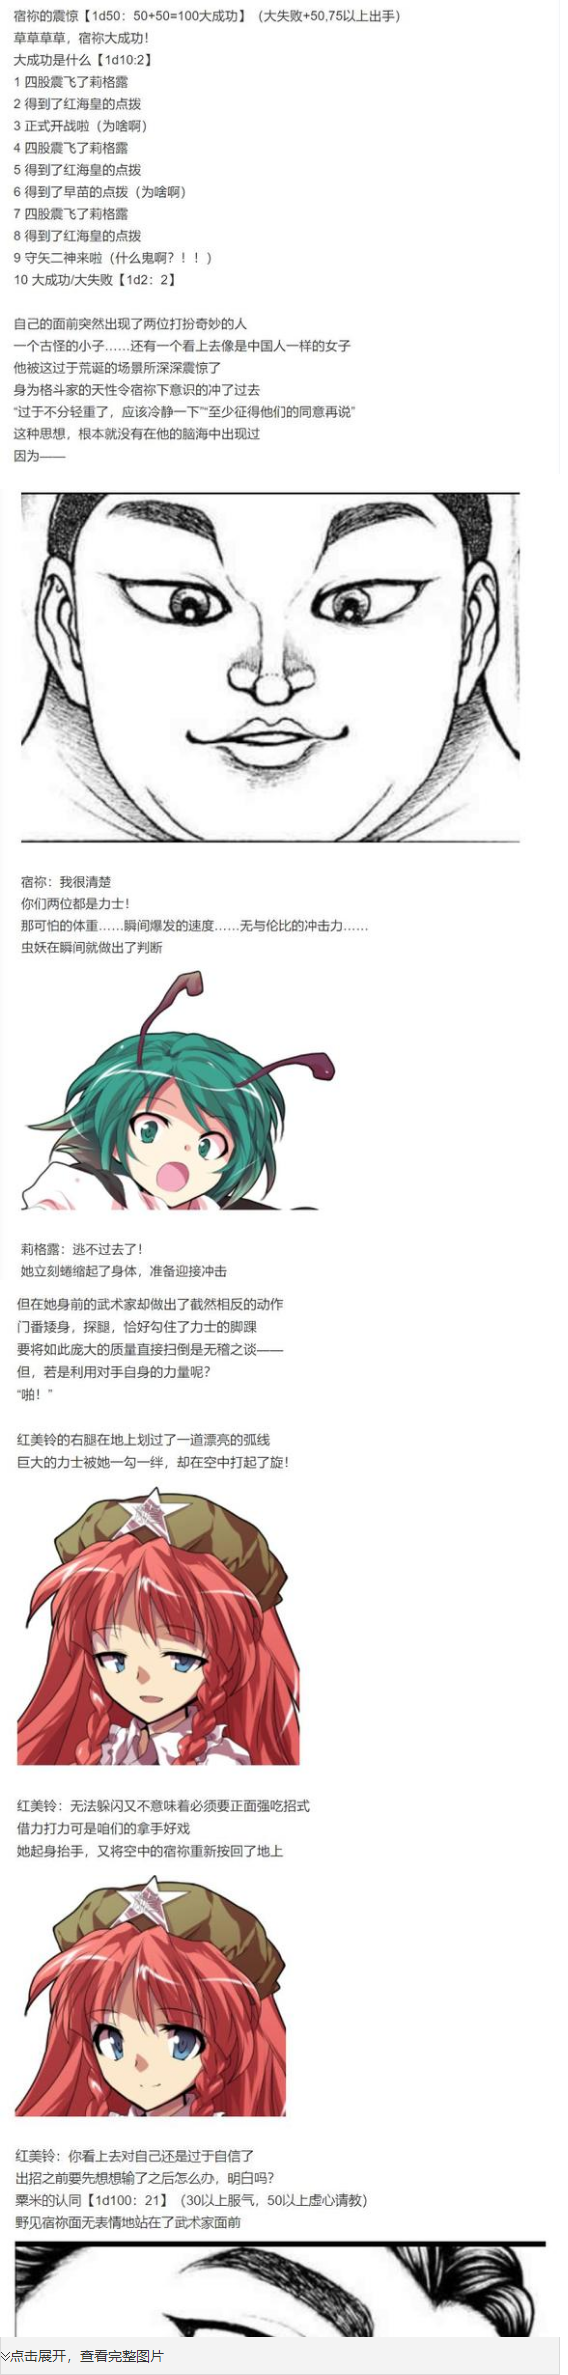 宿祢的震惊【1d50：50+50=100大成功】（大失败+50,75以上出手）
草草草草，宿祢大成功！
大成功是什么【1d10:2】
1 四股震飞了莉格露
2 得到了红海皇的点拨
3 正式开战啦（为啥啊）
4 四股震飞了莉格露
5 得到了红海皇的点拨
6 得到了早苗的点拨（为啥啊）
7 四股震飞了莉格露
8 得到了红海皇的点拨
9 守矢二神来啦（什么鬼啊？！！）
10 大成功/大失败【1d2：2】
自己的面前突然出现了两位打扮奇妙的人
一个古怪的小子……还有一个看上去像是中国人一样的女子
他被这过于荒诞的场景所深深震惊了
身为格斗家的天性令宿祢下意识的冲了过去
“过于不分轻重了，应该冷静一下”“至少征得他们的同意再说”
这种思想，根本就没有在他的脑海中出现过
因为——
宿祢：我很清楚
你们两位都是力士！
那可怕的体重……瞬间爆发的速度……无与伦比的冲击力……
虫妖在瞬间就做出了判断
莉格露：逃不过去了！
她立刻蜷缩起了身体，准备迎接冲击
但在她身前的武术家却做出了截然相反的动作
门番矮身，探腿，恰好勾住了力士的脚踝
要将如此庞大的质量直接扫倒是无稽之谈——
但，若是利用对手自身的力量呢？
“啪！”
红美铃的右腿在地上划过了一道漂亮的弧线
巨大的力士被她一勾一绊，却在空中打起了旋！
红美铃：无法躲闪又不意味着必须要正面强吃招式
借力打力可是咱们的拿手好戏
她起身抬手，又将空中的宿祢重新按回了地上
红美铃：你看上去对自己还是过于自信了
出招之前要先想想输了之后怎么办，明白吗？
粟米的认同【1d100：21】（30以上服气，50以上虚心请教）
野见宿祢面无表情地站在了武术家面前
点击展开，查看完整图片